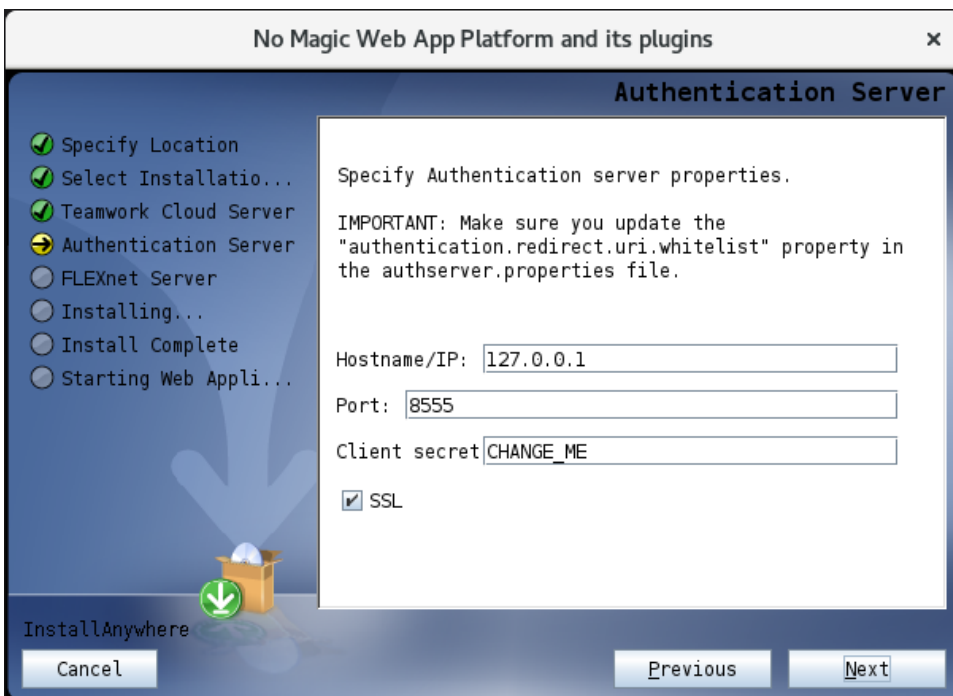 No Magic Web App Platform and its plugins
×
Authentication Server
Specify Location
Select Installatio...
Teamwork Cloud Server
Authentication Server
FLEXnet Server
Installing...
Install Complete
Starting Web Appli...
Specify Authentication server properties.
IMPORTANT: Make sure you update the
"authentication.redirect.uri.whitelist" property in
the authserver.properties file.
Hostname/IP: 127.0.0.1
Port: 8555
Client secret CHANGE_ME
SSL
InstallAnywhere
Cancel
Previous
Next